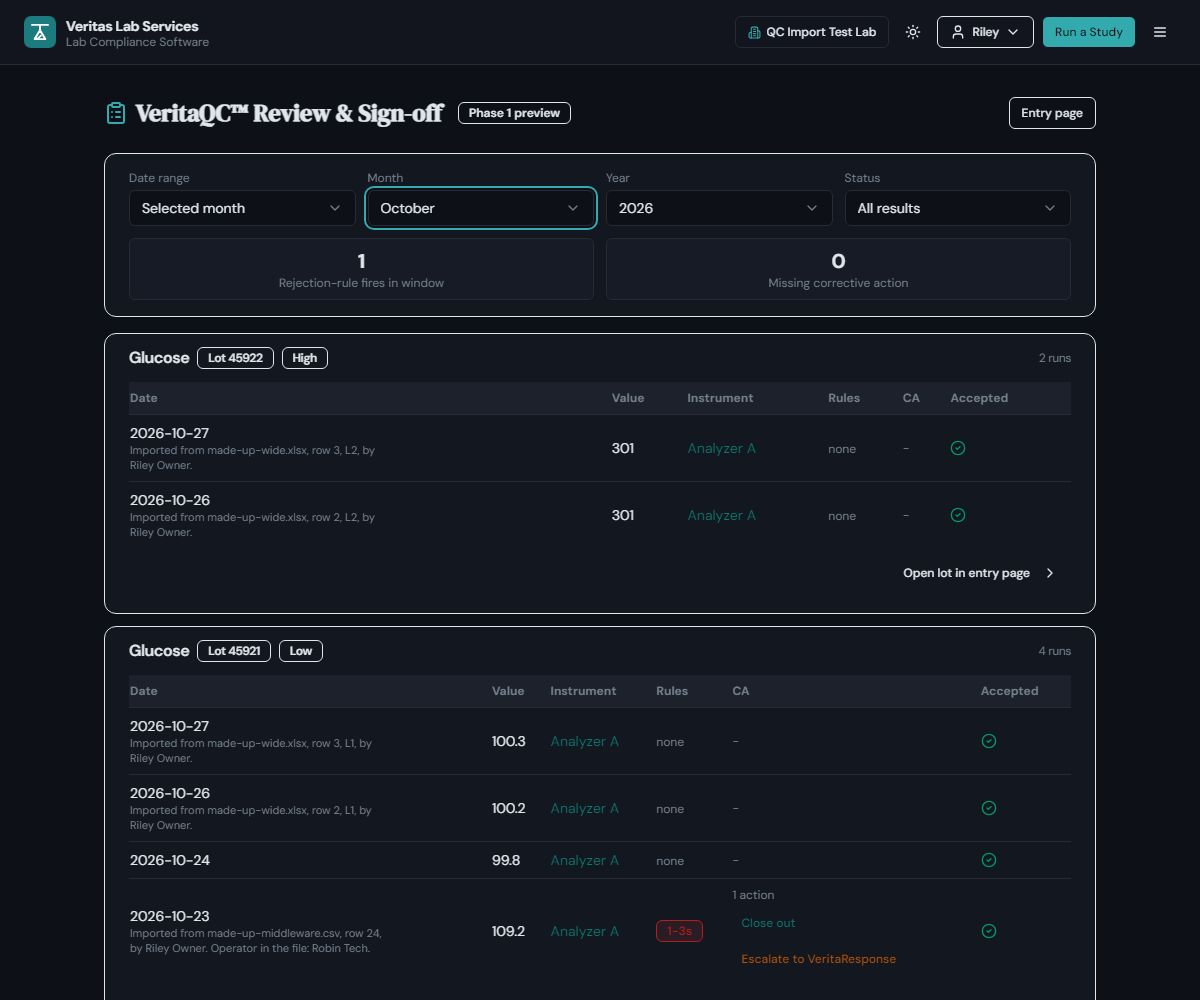 Veritas Lab Services
Lab Compliance Software
QC Import Test Lab
Riley
Run a Study
VeritaQC™ Review & Sign-off
Phase 1 preview
Entry page
Date range
Month
Year
Status
Selected month
October
2026
All results
1
Rejection-rule fires in window
0
Missing corrective action
Glucose
Lot 45922
High
2 runs
Date Value Instrument Rules CA Accepted
2026-10-27
Imported from made-up-wide.xlsx, row 3, L2, by
Riley Owner.
301 Analyzer A none -
2026-10-26
Imported from made-up-wide.xlsx, row 2, L2, by
Riley Owner.
301 Analyzer A none -
Open lot in entry page
Glucose
Lot 45921
Low
4 runs
Date Value Instrument Rules CA Accepted
2026-10-27
Imported from made-up-wide.xlsx, row 3, L1, by
Riley Owner.
100.3 Analyzer A none -
2026-10-26
Imported from made-up-wide.xlsx, row 2, L1, by
Riley Owner.
100.2 Analyzer A none -
2026-10-24 99.8 Analyzer A none -
2026-10-23
Imported from made-up-middleware.csv, row 24,
by Riley Owner. Operator in the file: Robin Tech.
109.2 Analyzer A 1-3s
1 action
Close out
Escalate to VeritaResponse